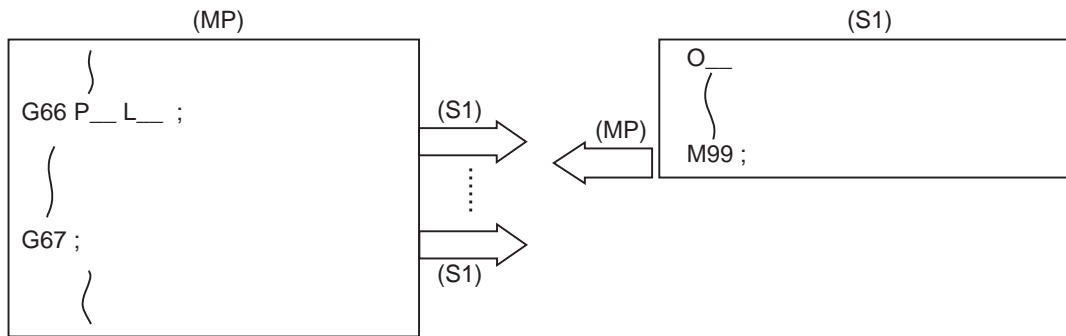 (MP)
G66 P__ L__ ;
G67 ;
(S1)
(S1)
(MP)
(S1)
O__
M99 ;